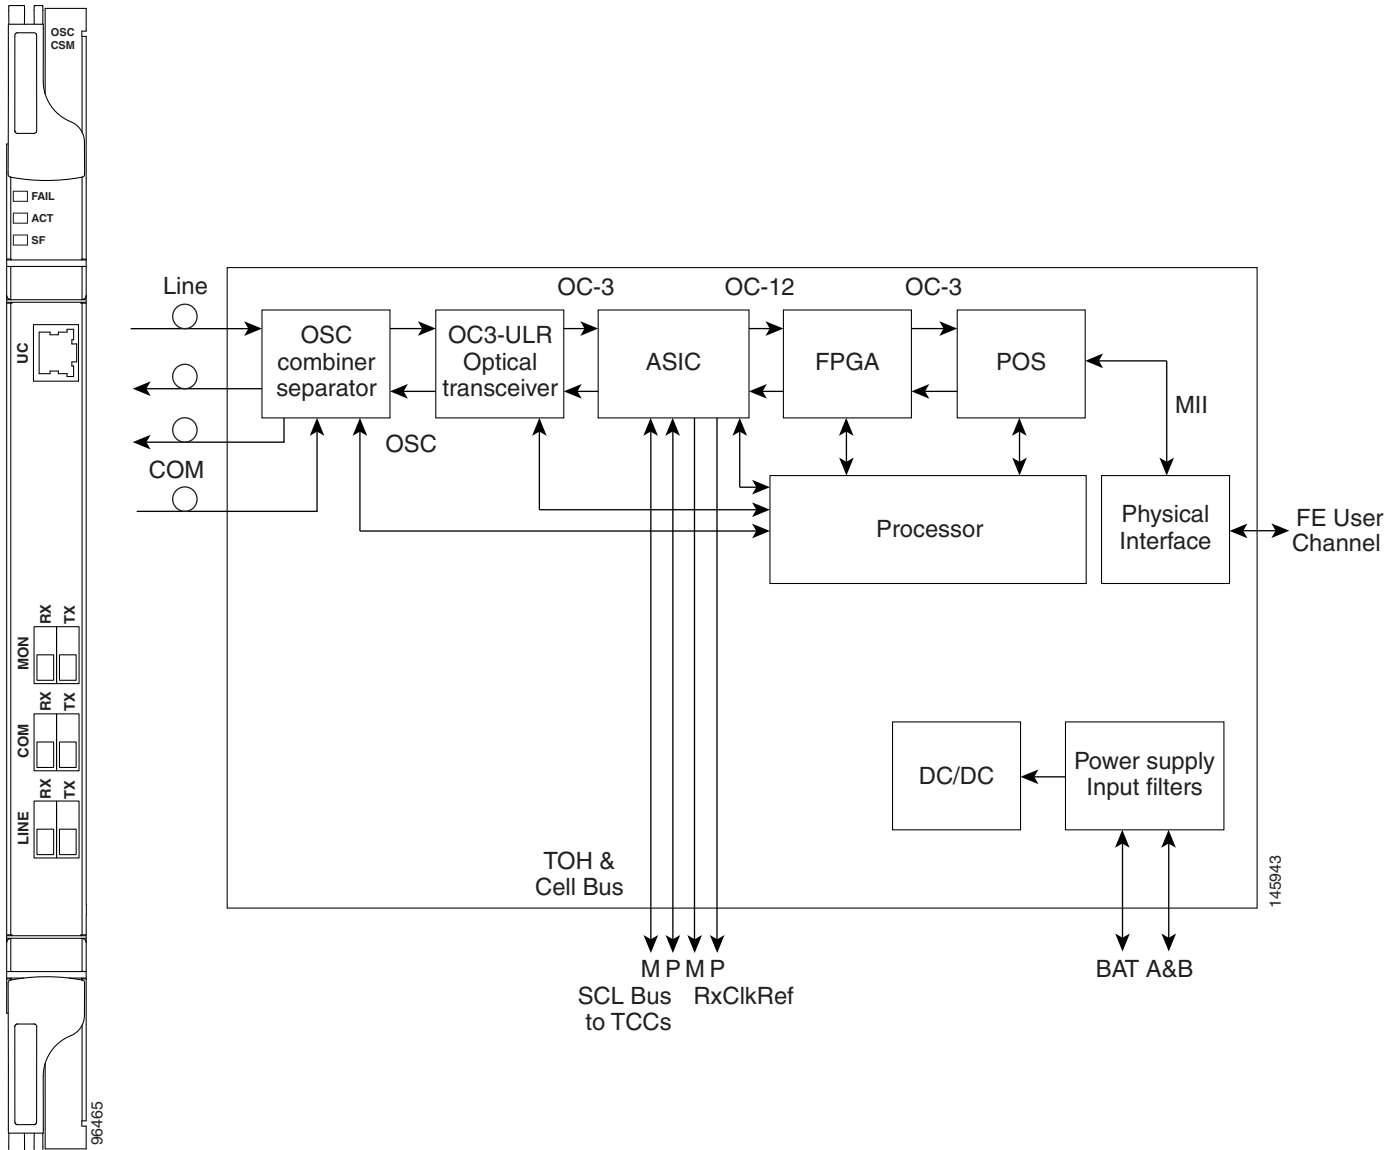 OSC
CSM
FAIL
ACT
SF
UC
RX
TX
MON
RX
TX
COM
RX
TX
LINE
96465
Line
COM
OC-3
OC-12
OC-3
OSC
combiner
separator
OC3-ULR
Optical
transceiver
ASIC
FPGA
POS
OSC
MII
Processor
Physical
Interface
FE User
Channel
DC/DC
Power supply
Input filters
TOH &
Cell Bus
M P M P
SCL Bus
to TCCs
RxClkRef
BAT A&B
145943